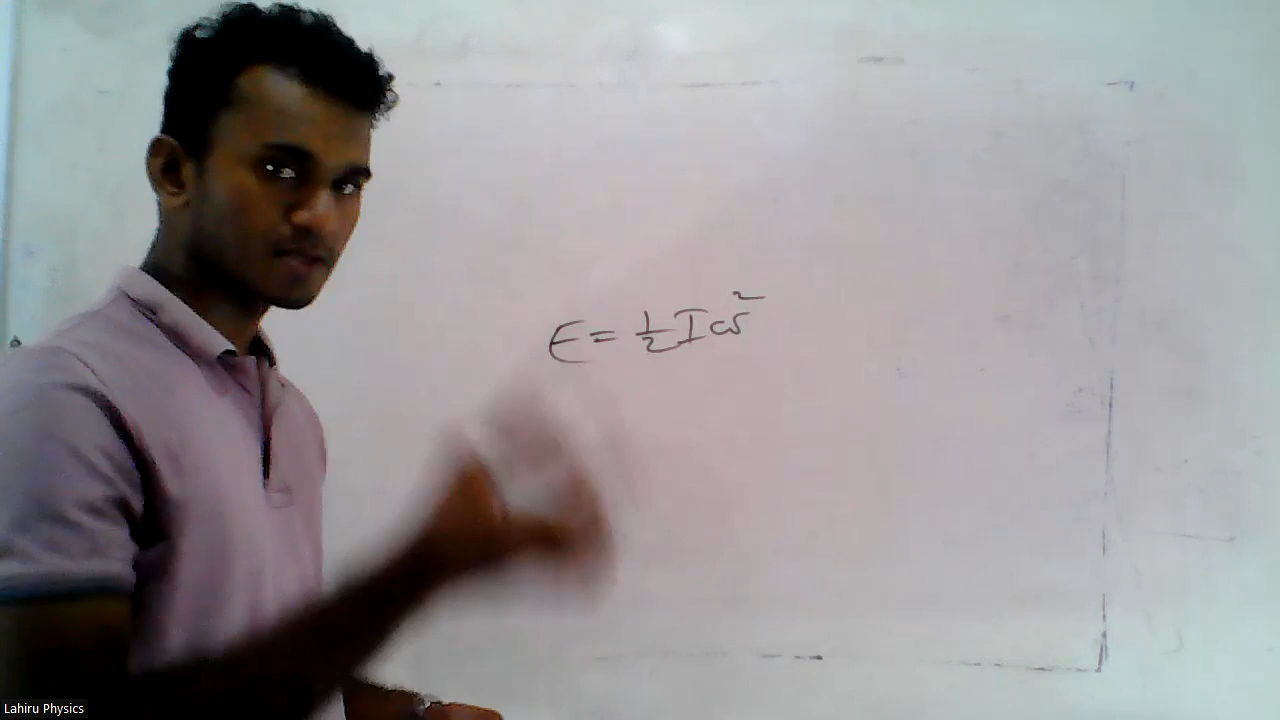 E = ½Iω²
Lahiru Physics